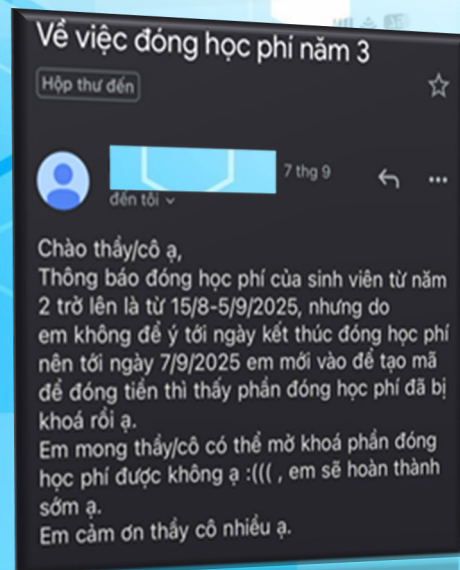 Về việc đóng học phí năm 3
Hộp thư đến
7 thg 9
đến tôi
Chào thầy/cô ạ,
Thông báo đóng học phí của sinh viên từ năm
2 trở lên là từ 15/8-5/9/2025, nhưng do
em không để ý tới ngày kết thúc đóng học phí
nên tới ngày 7/9/2025 em mới vào để tạo mã
để đóng tiền thì thấy phần đóng học phí đã bị
khoá rồi ạ.
Em mong thầy/cô có thể mở khoá phần đóng
học phí được không ạ :((( , em sẽ hoàn thành
sớm ạ.
Em cảm ơn thầy cô nhiều ạ.